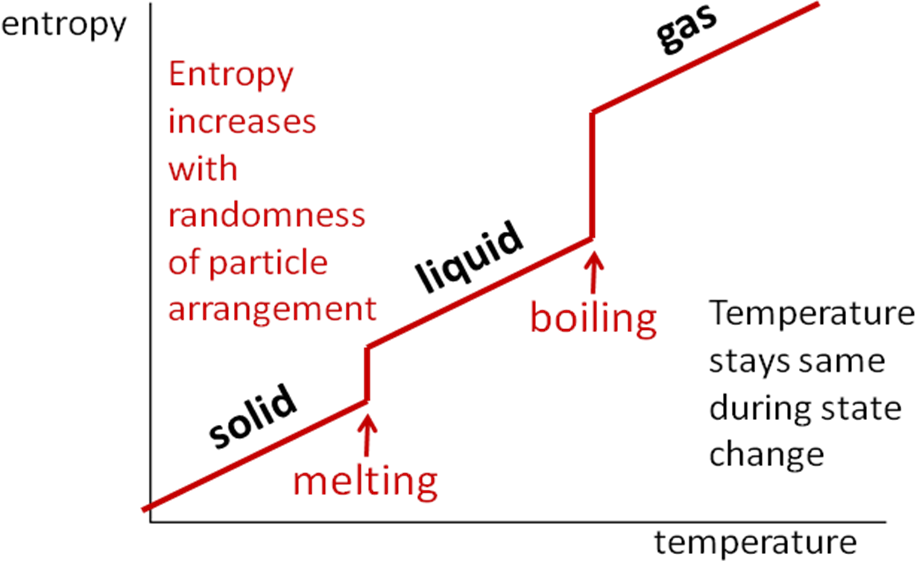 entropy
gas
Entropy
increases
with
randomness
of particle
arrangement
liquid
boiling
Temperature
stays same
during state
change
solid
melting
temperature